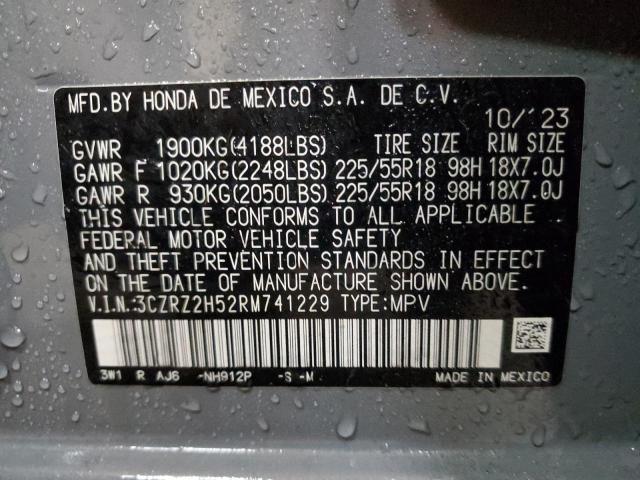 MFD.BY HONDA DE MEXICO S.A. DE C.V.
10/'23
GVWR 1900KG(4188LBS) TIRE SIZE RIM SIZE
GAWR F 1020KG(2248LBS) 225/55R18 98H 18X7.0J
GAWR R 930KG(2050LBS) 225/55R18 98H 18X7.0J
THIS VEHICLE CONFORMS TO ALL APPLICABLE
FEDERAL MOTOR VEHICLE SAFETY
AND THEFT PREVENTION STANDARDS IN EFFECT
ON THE DATE OF MANUFACTURE SHOWN ABOVE.
V.I.N.:3CZRZ2H52RM741229 TYPE:MPV
3W1 R AJ6 -NH912P -S -M
MADE IN MEXICO